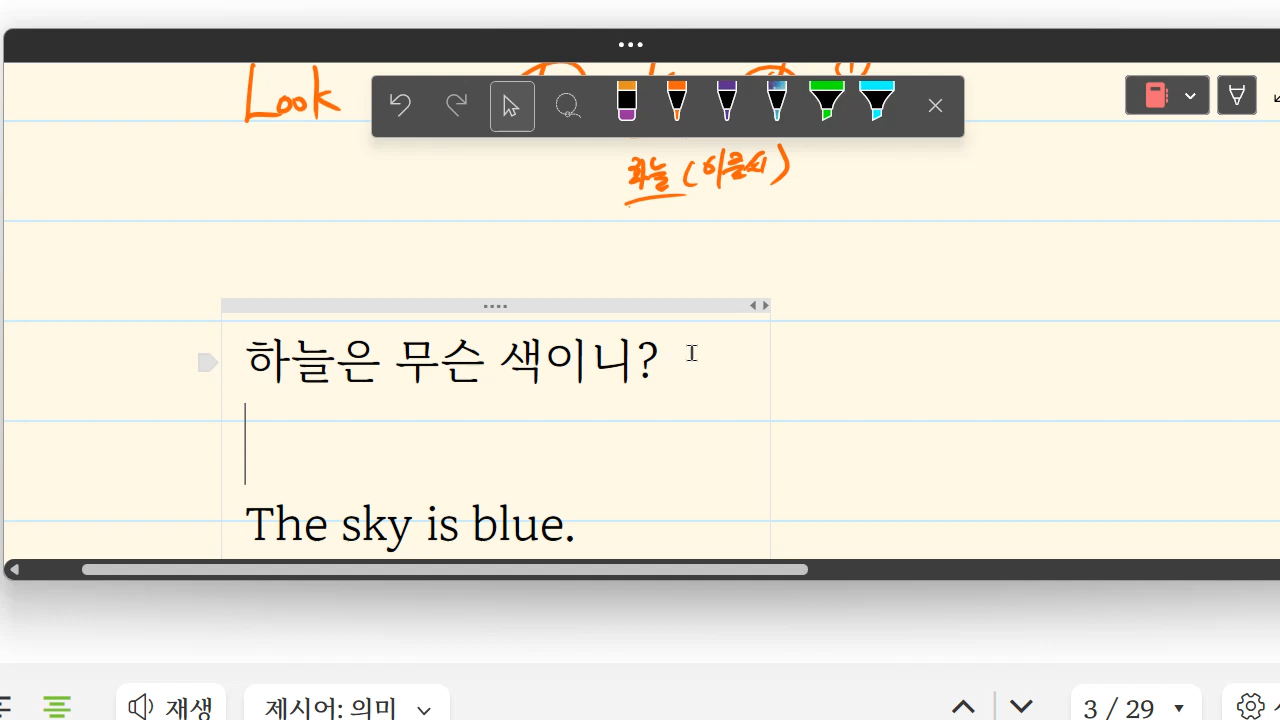 Look
하늘 (이름씨)
하늘은 무슨 색이니?
The sky is blue.
재생
제시어: 의미
3 / 29